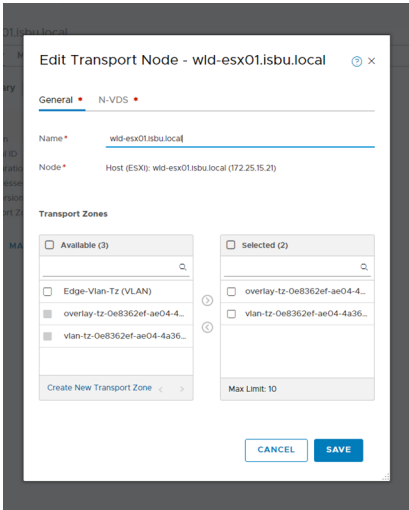 01.isbu.local
Edit Transport Node - wld-esx01.isbu.local
General • N-VDS •
Name* wld-esx01.isbu.local
Node* Host (ESXi): wld-esx01.isbu.local (172.25.15.21)
Transport Zones
Available (3)
Selected (2)
Edge-Vlan-Tz (VLAN)
overlay-tz-0e8362ef-ae04-4...
vlan-tz-0e8362ef-ae04-4a36...
overlay-tz-0e8362ef-ae04-4...
vlan-tz-0e8362ef-ae04-4a36...
Create New Transport Zone
Max Limit: 10
CANCEL SAVE